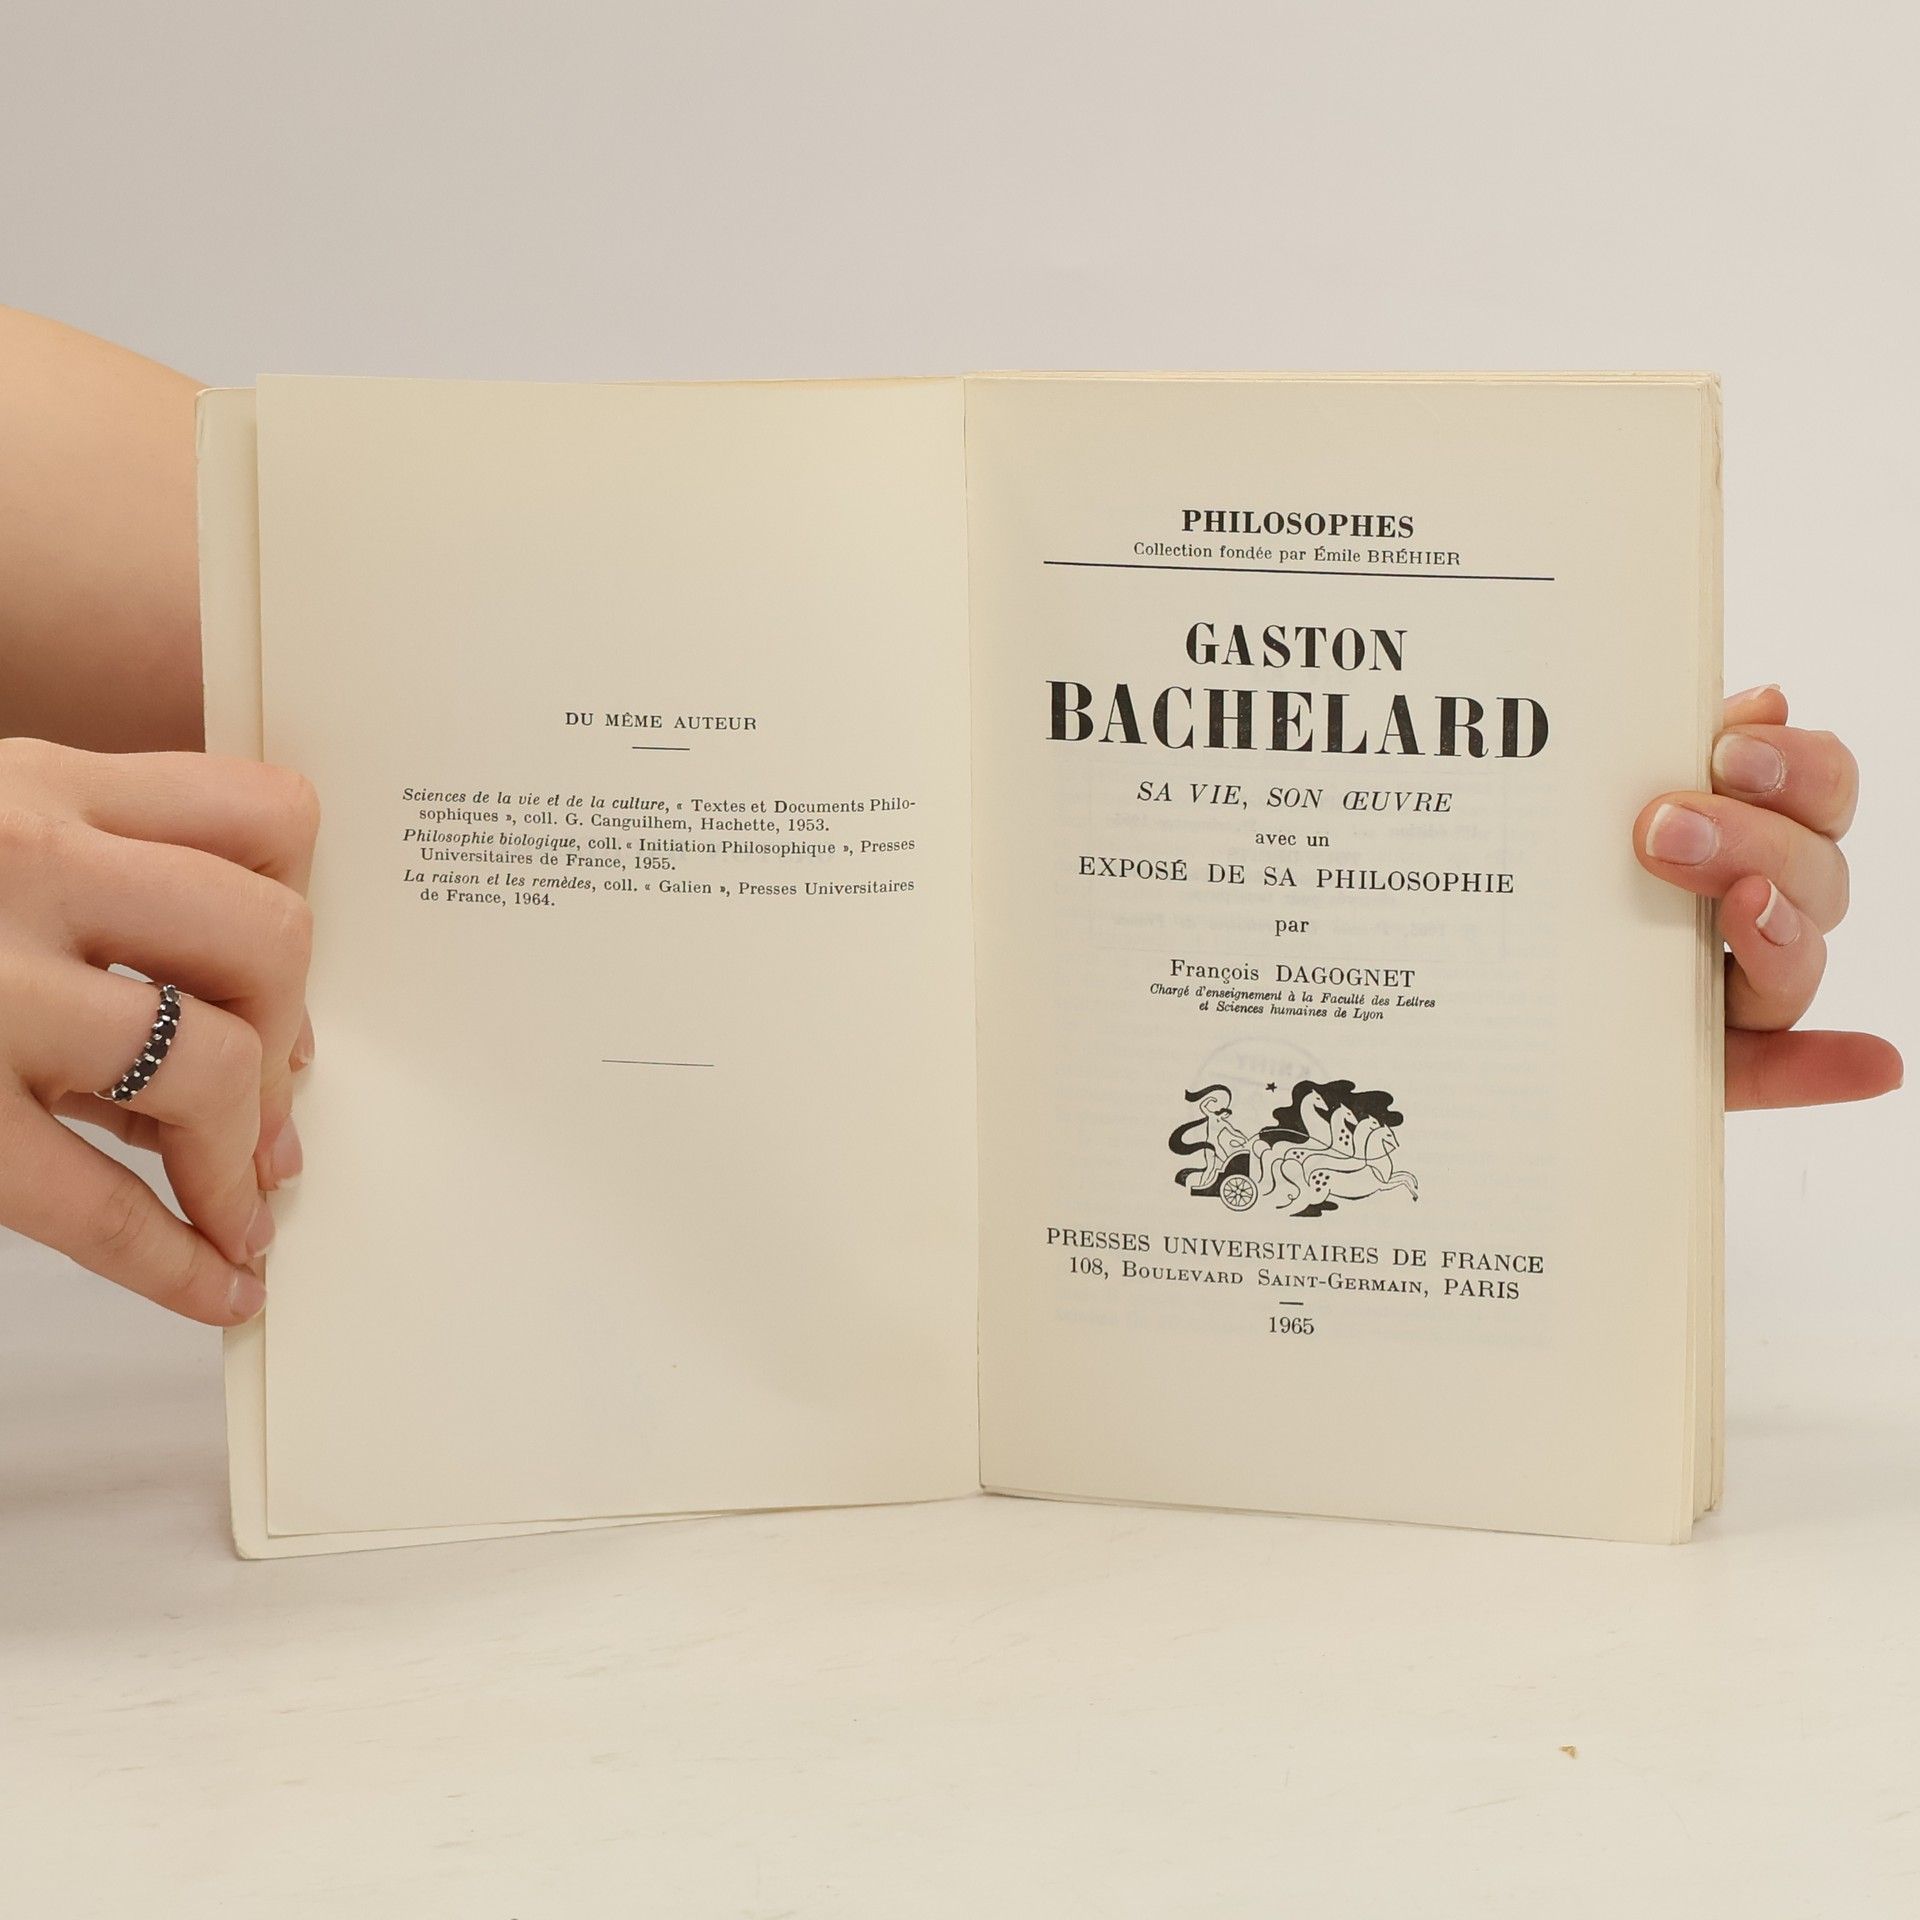 DU MÊME AUTEUR
Sciences de la vie et de la culture, « Textes et Documents Philo-
sophiques », coll. G. Canguilhem, Hachette, 1953.
Philosophie biologique, coll. « Initiation Philosophique », Presses
Universitaires de France, 1955.
La raison et les remèdes, coll. « Galien », Presses Universitaires
de France, 1964.
PHILOSOPHES
Collection fondée par Émile BRÉHIER
GASTON
BACHELARD
SA VIE, SON ŒUVRE
avec un
EXPOSÉ DE SA PHILOSOPHIE
par
François DAGOGNET
Chargé d'enseignement à la Faculté des Lettres
et Sciences humaines de Lyon
PRESSES UNIVERSITAIRES DE FRANCE
108, BOULEVARD SAINT-GERMAIN, PARIS
1965